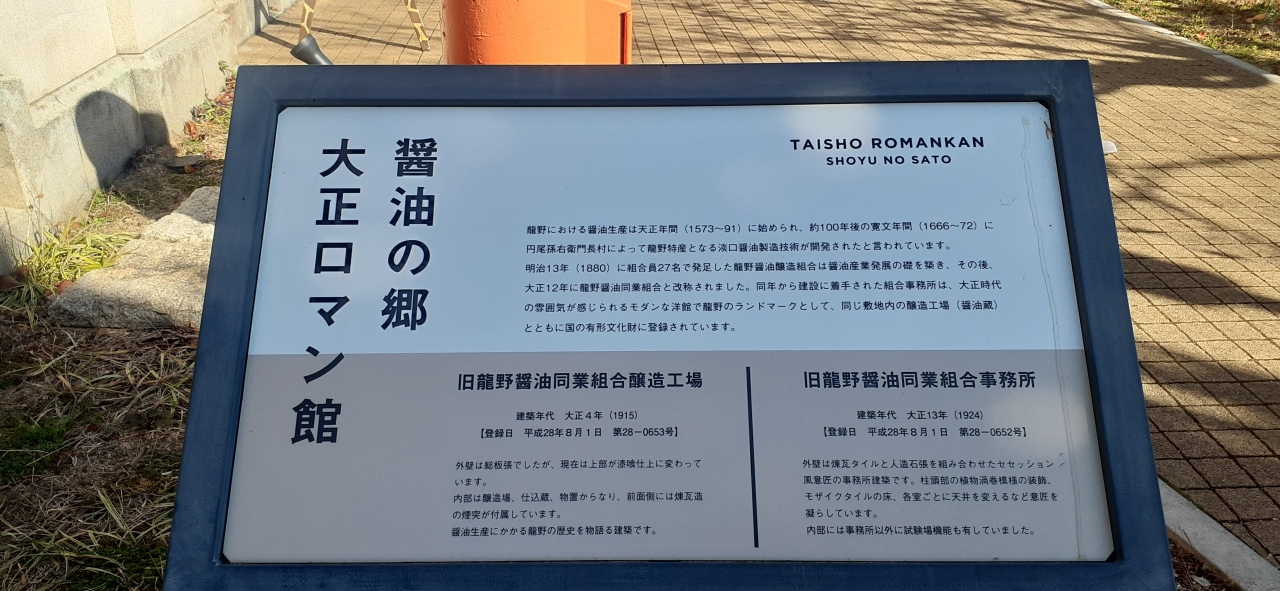 醤油の郷
大正ロマン館
TAISHO ROMANKAN
SHOYU NO SATO
龍野における醤油生産は天正年間（1573〜91）に始められ、約100年後の寛文年間（1666〜72）に
円尾孫右衛門長村によって龍野特産となる淡口醤油製造技術が開発されたと言われています。
明治13年（1880）に組合員27名で発足した龍野醤油醸造組合は醤油産業発展の礎を築き、その後、
大正12年に龍野醤油同業組合と改称されました。同年から建設に着手された組合事務所は、大正時代
の雰囲気が感じられるモダンな洋館で龍野のランドマークとして、同じ敷地内の醸造工場（醤油蔵）
とともに国の有形文化財に登録されています。
旧龍野醤油同業組合醸造工場
建築年代　大正４年（1915）
【登録日　平成28年８月１日　第28－0653号】
外壁は総板張でしたが、現在は上部が漆喰仕上に変わって
います。
内部は醸造場、仕込蔵、物置からなり、前面側には煉瓦造
の煙突が付属しています。
醤油生産にかかる龍野の歴史を物語る建築です。
旧龍野醤油同業組合事務所
建築年代　大正13年（1924）
【登録日　平成28年８月１日　第28－0652号】
外壁は煉瓦タイルと人造石張を組み合わせたセセッション
風意匠の事務所建築です。柱頭部の植物渦巻模様の装飾、
モザイクタイルの床、各室ごとに天井を変えるなど意匠を
凝らしています。
内部には事務所以外に試験場機能も有していました。